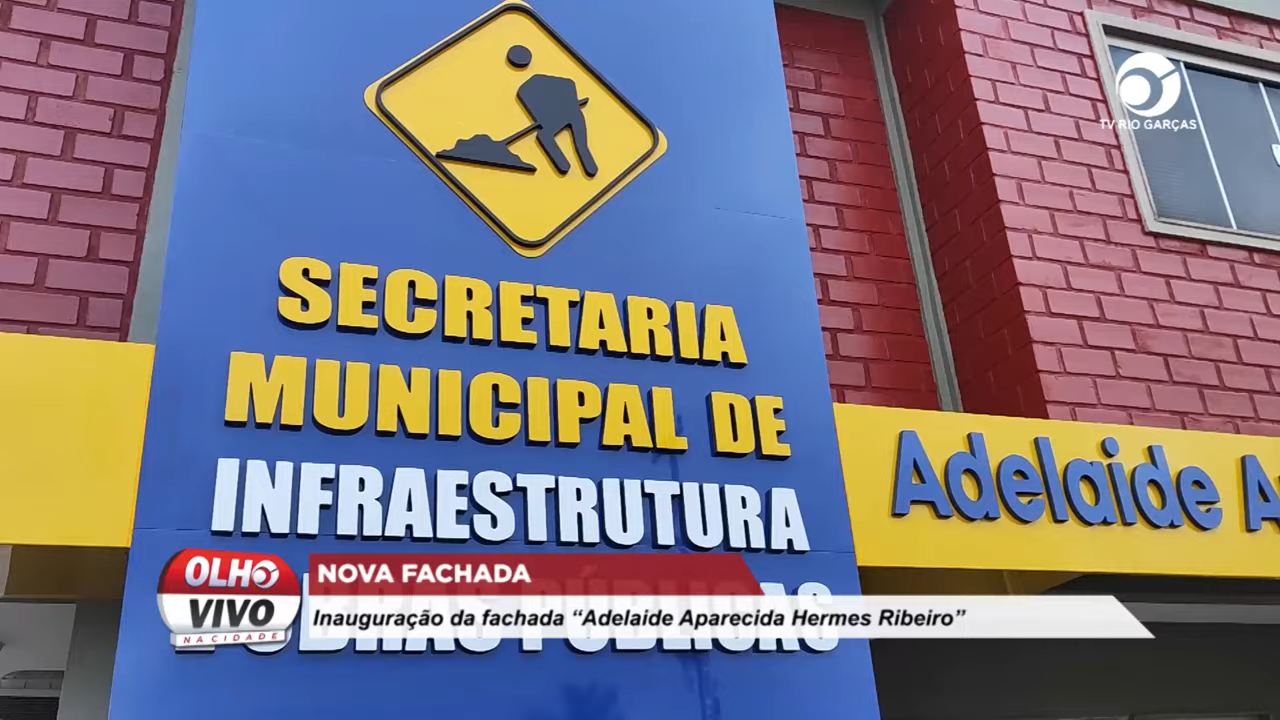 TV RIO GARÇAS
SECRETARIA
MUNICIPAL DE
INFRAESTRUTURA
PÚBLICAS
Adelaide
OLHO
VIVO
NA CIDADE
NOVA FACHADA
Inauguração da fachada “Adelaide Aparecida Hermes Ribeiro”